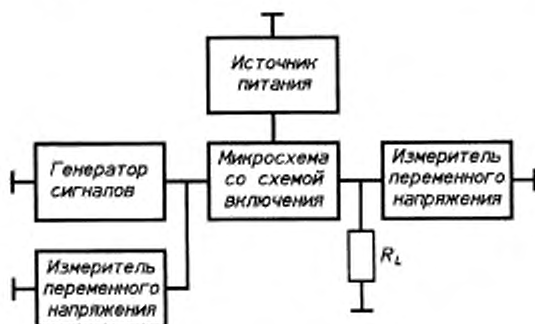 Источник
питания
Генератор
сигналов
Микросхема
со схемой
включения
Измеритель
переменного
напряжения
Измеритель
переменного
напряжения
R_L